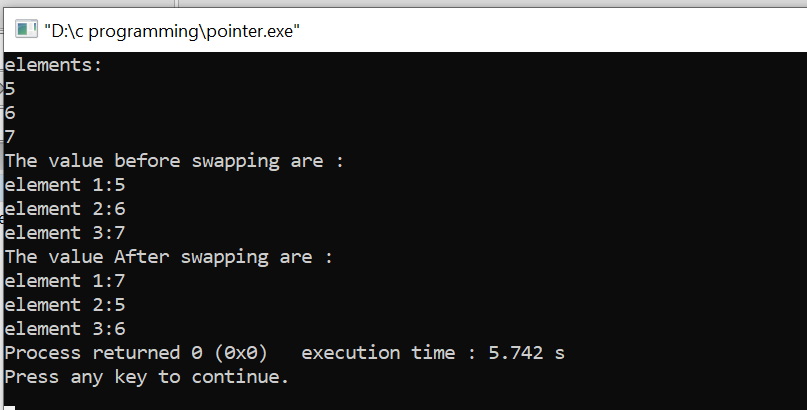 "D:\c programming\pointer.exe"
elements:
5
6
7
The value before swapping are :
element 1:5
element 2:6
element 3:7
The value After swapping are :
element 1:7
element 2:5
element 3:6
Process returned 0 (0x0)   execution time : 5.742 s
Press any key to continue.